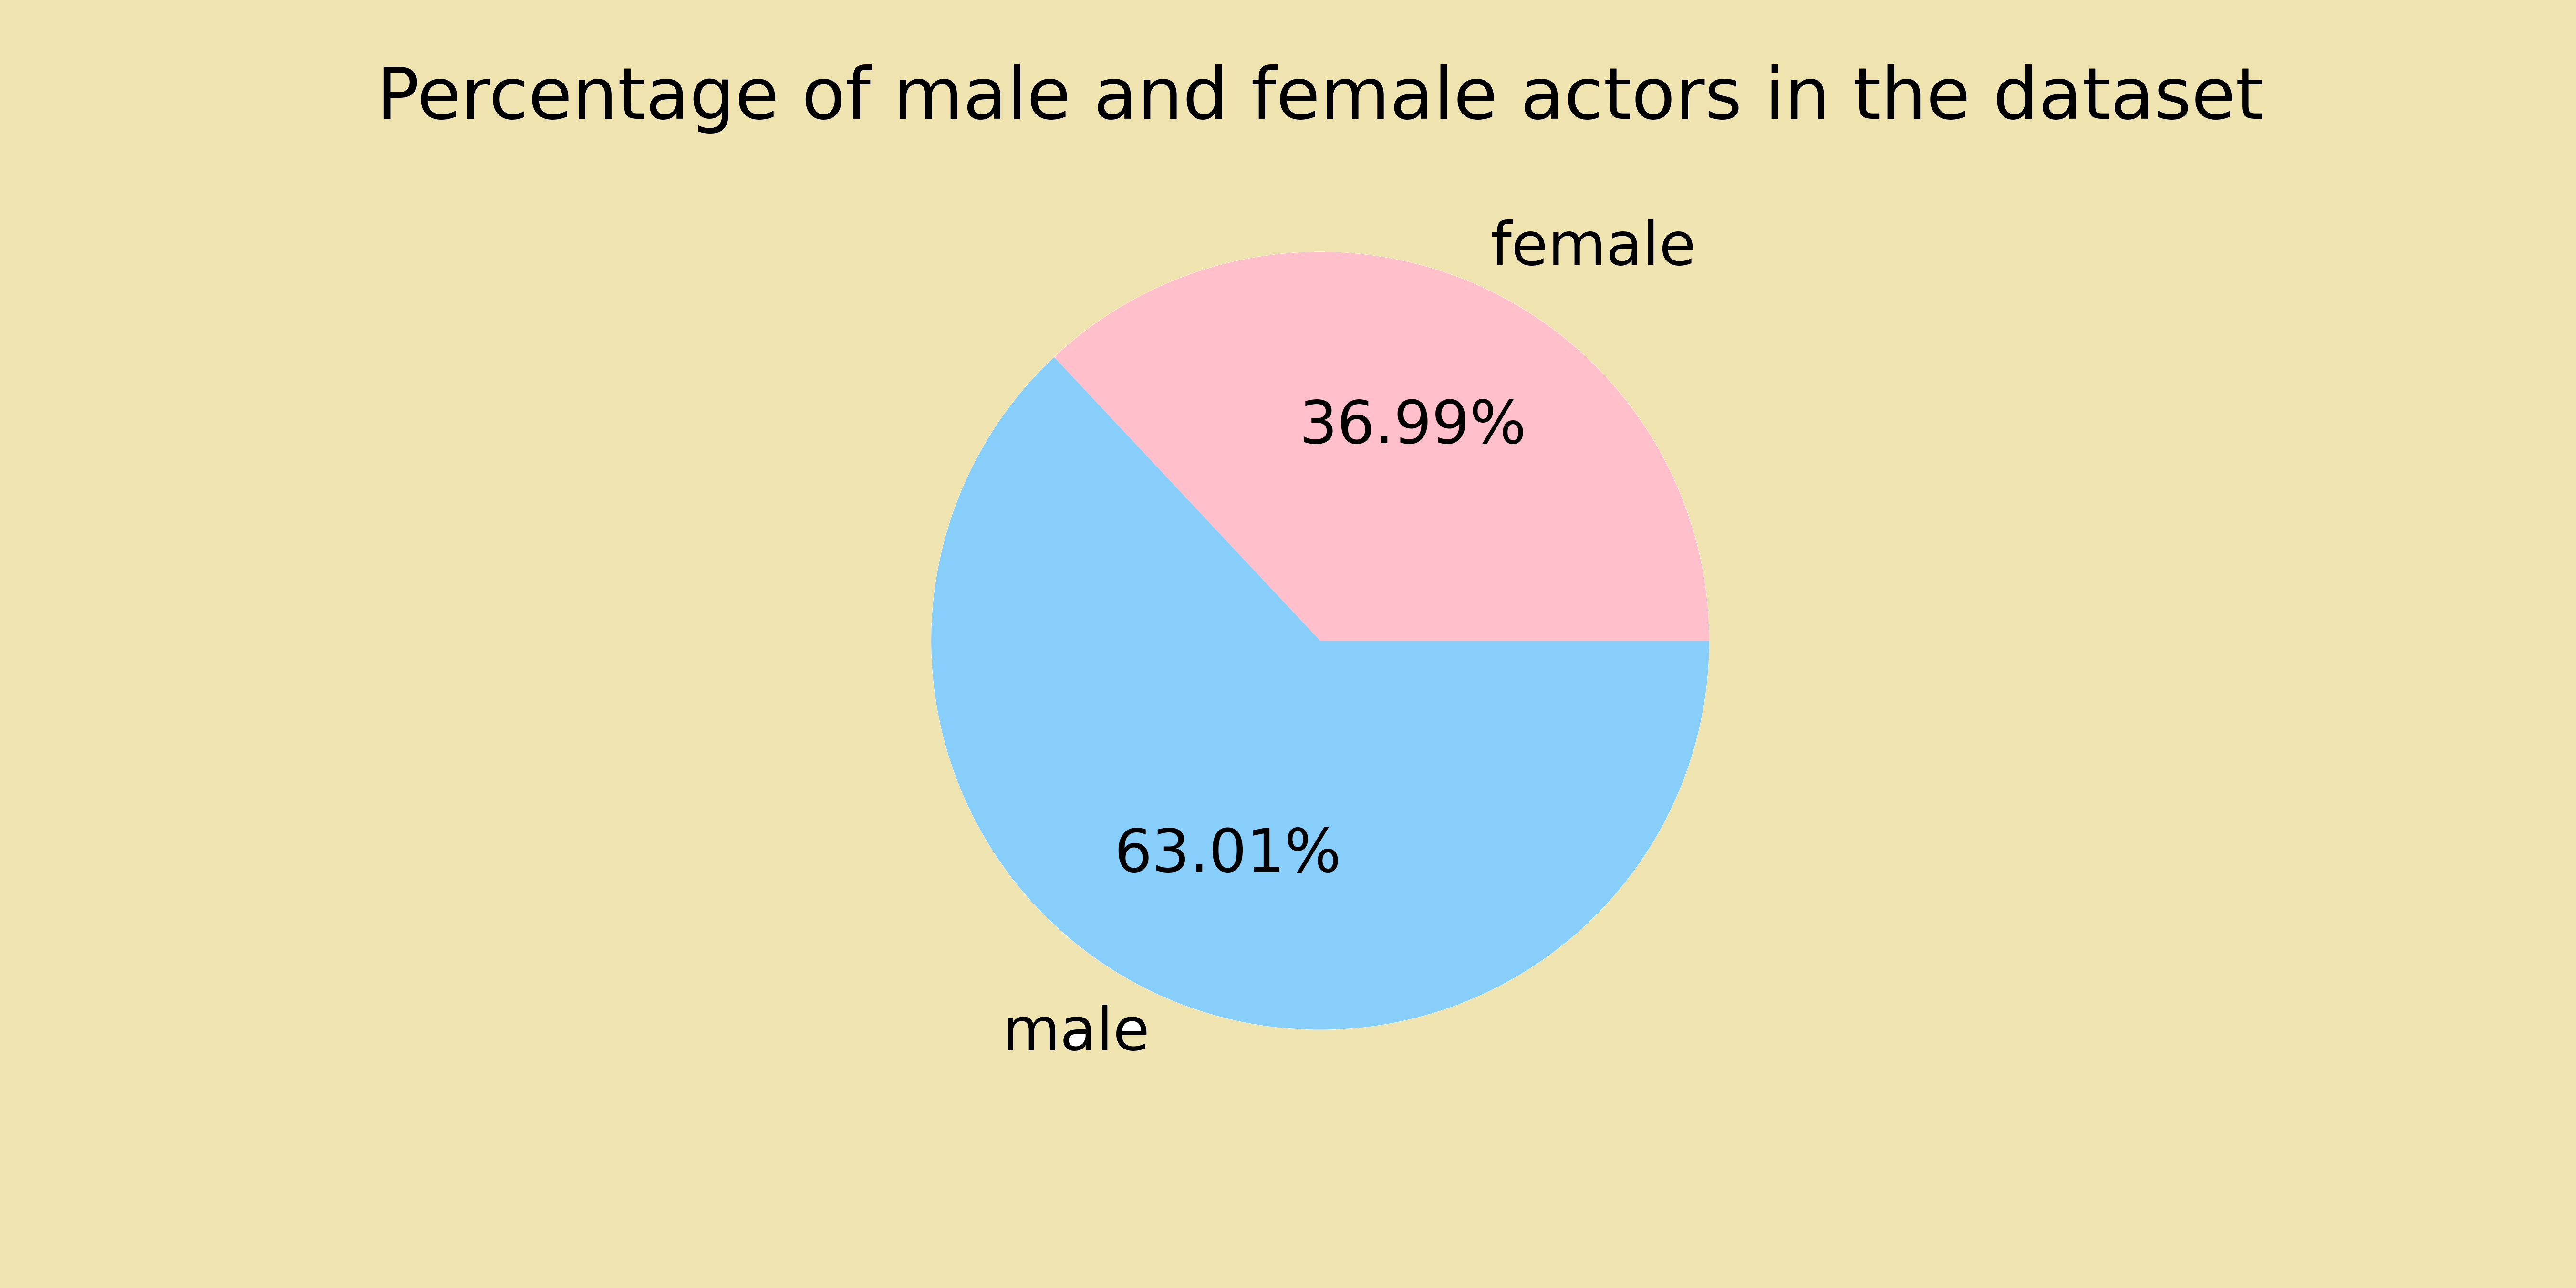 Percentage of male and female actors in the dataset
female
36.99%
63.01%
male